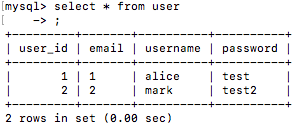 [mysql> select * from user
    -> ;
+---------+-------+----------+----------+
| user_id | email | username | password |
+---------+-------+----------+----------+
|       1 | 1     | alice    | test     |
|       2 | 2     | mark     | test2    |
+---------+-------+----------+----------+
2 rows in set (0.00 sec)